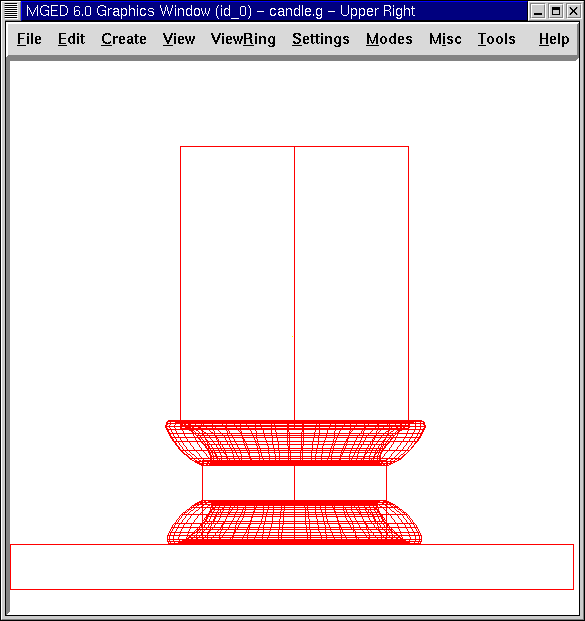 MGED 6.0 Graphics Window (id_0) – candle.g – Upper Right
File Edit Create View ViewRing Settings Modes Misc Tools Help